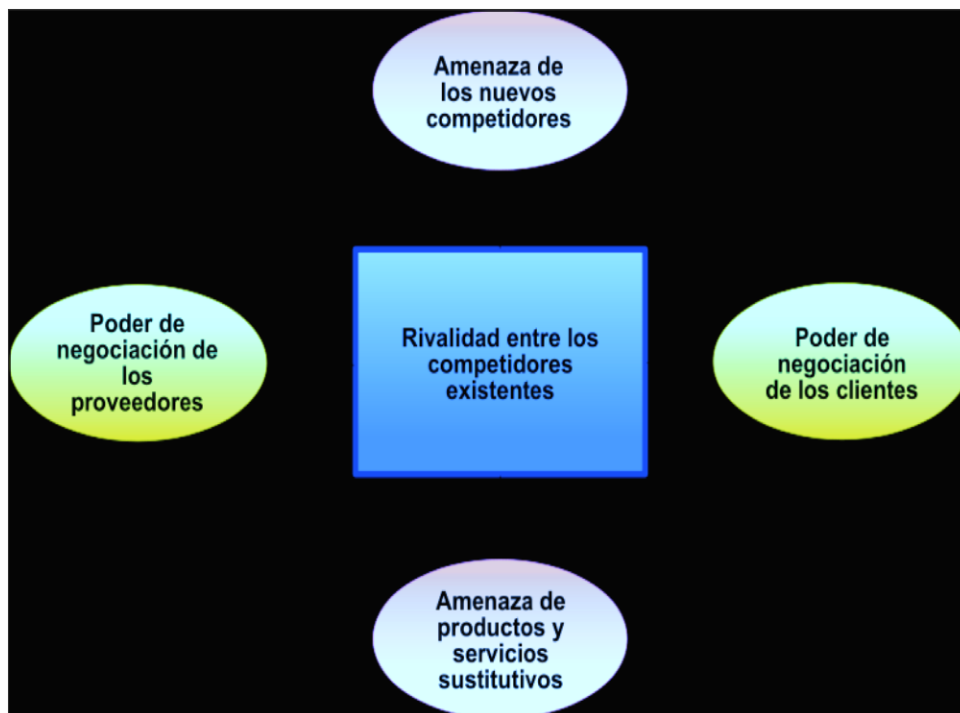 Amenaza de
los nuevos
competidores
Poder de
negociación de
los
proveedores
Rivalidad entre los
competidores
existentes
Poder de
negociación
de los clientes
Amenaza de
productos y
servicios
sustitutivos